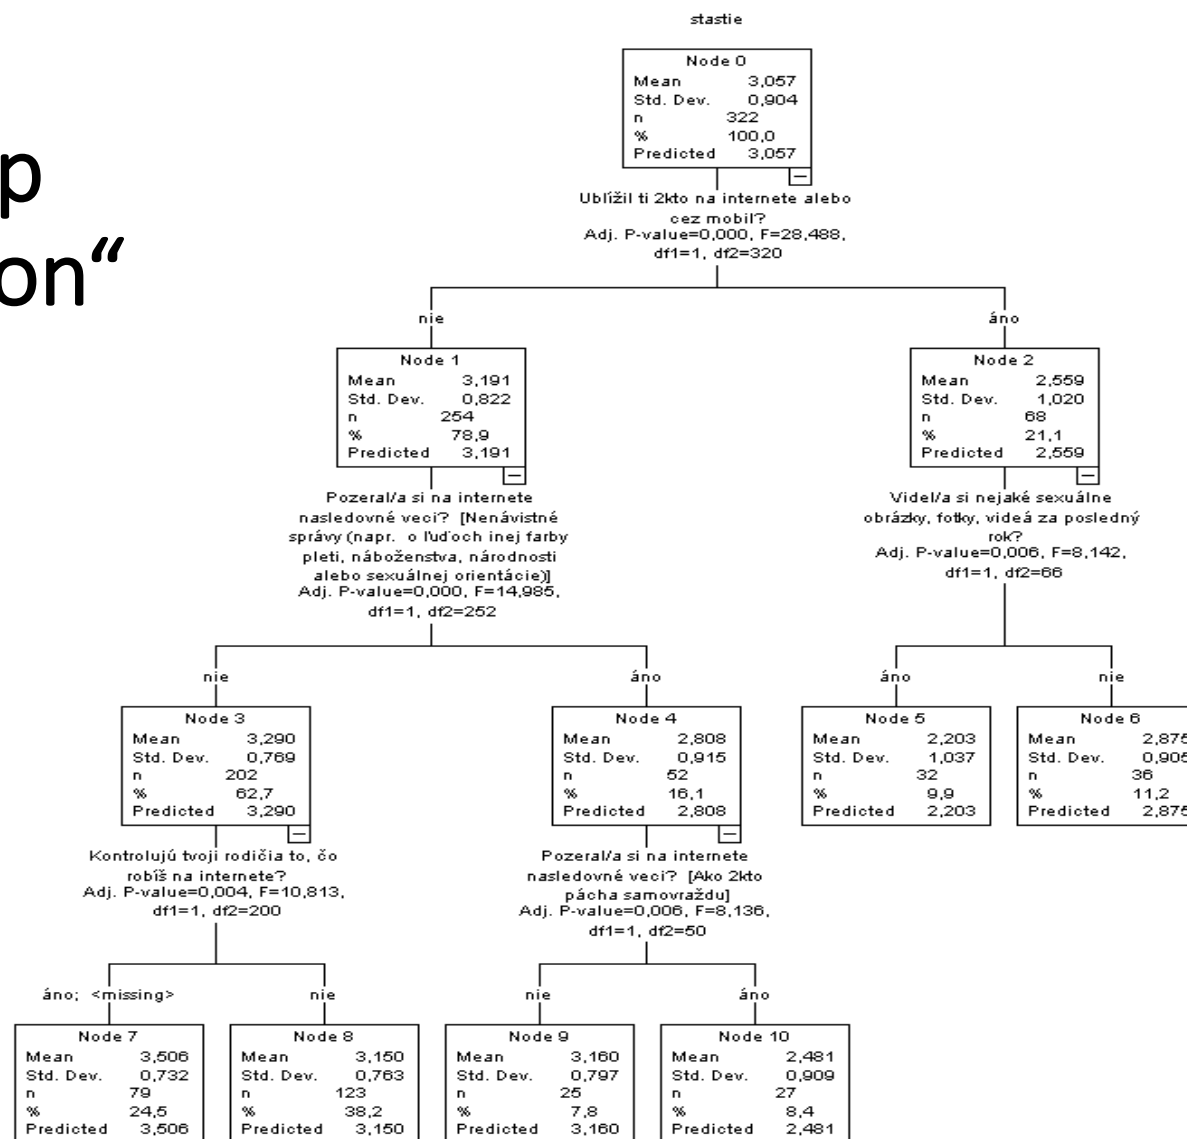 p
on“
stastie
Node 0
Mean 3,057
Std. Dev. 0,904
n 322
% 100,0
Predicted 3,057
Ublížil ti 2kto na internete alebo
cez mobil?
Adj. P-value=0,000, F=28,488,
df1=1, df2=320
nie
áno
Node 1
Mean 3,191
Std. Dev. 0,822
n 254
% 78,9
Predicted 3,191
Node 2
Mean 2,559
Std. Dev. 1,020
n 68
% 21,1
Predicted 2,559
Pozeral/a si na internete
nasledovné veci? [Nenávistné
správy (napr. o ľuďoch inej farby
pleti, náboženstva, národnosti
alebo sexuálnej orientácie)]
Adj. P-value=0,000, F=14,985,
df1=1, df2=252
Videl/a si nejaké sexuálne
obrázky, fotky, videá za posledný
rok?
Adj. P-value=0,006, F=8,142,
df1=1, df2=66
nie
áno
áno
nie
Node 3
Mean 3,290
Std. Dev. 0,769
n 202
% 62,7
Predicted 3,290
Node 4
Mean 2,808
Std. Dev. 0,915
n 52
% 16,1
Predicted 2,808
Node 5
Mean 2,203
Std. Dev. 1,037
n 32
% 9,9
Predicted 2,203
Node 6
Mean 2,875
Std. Dev. 0,905
n 36
% 11,2
Predicted 2,875
Kontrolujú tvoji rodičia to, čo
robíš na internete?
Adj. P-value=0,004, F=10,813,
df1=1, df2=200
Pozeral/a si na internete
nasledovné veci? [Ako 2kto
pácha samovraždu]
Adj. P-value=0,006, F=8,136,
df1=1, df2=50
áno; <missing>
nie
nie
áno
Node 7
Mean 3,506
Std. Dev. 0,732
n 79
% 24,5
Predicted 3,506
Node 8
Mean 3,150
Std. Dev. 0,763
n 123
% 38,2
Predicted 3,150
Node 9
Mean 3,160
Std. Dev. 0,797
n 25
% 7,8
Predicted 3,160
Node 10
Mean 2,481
Std. Dev. 0,909
n 27
% 8,4
Predicted 2,481